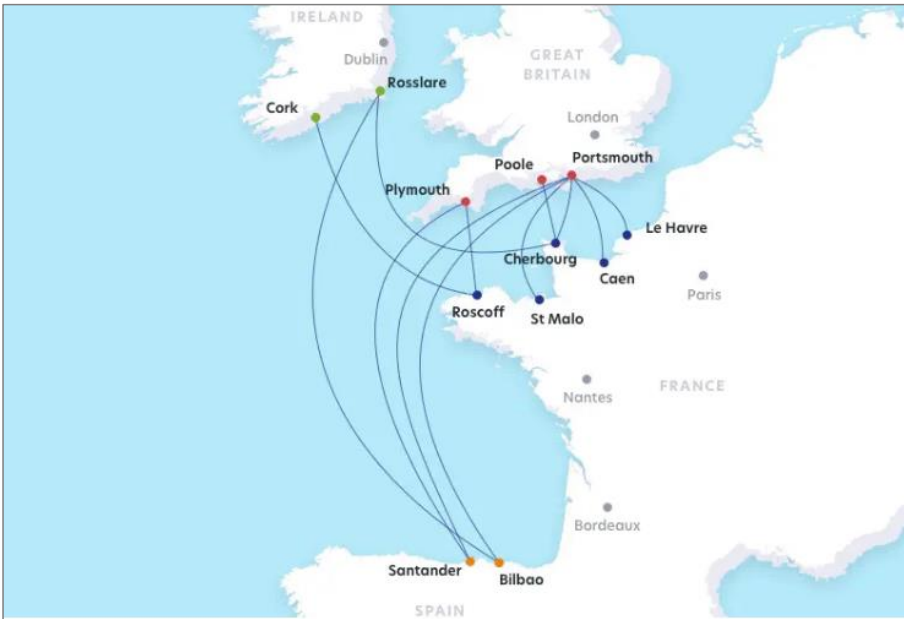 IRELAND
Dublin
Rosslare
Cork
GREAT
BRITAIN
London
Poole
Portsmouth
Plymouth
Le Havre
Cherbourg
Caen
Paris
Roscoff
St Malo
FRANCE
Nantes
Bordeaux
Santander
Bilbao
SPAIN